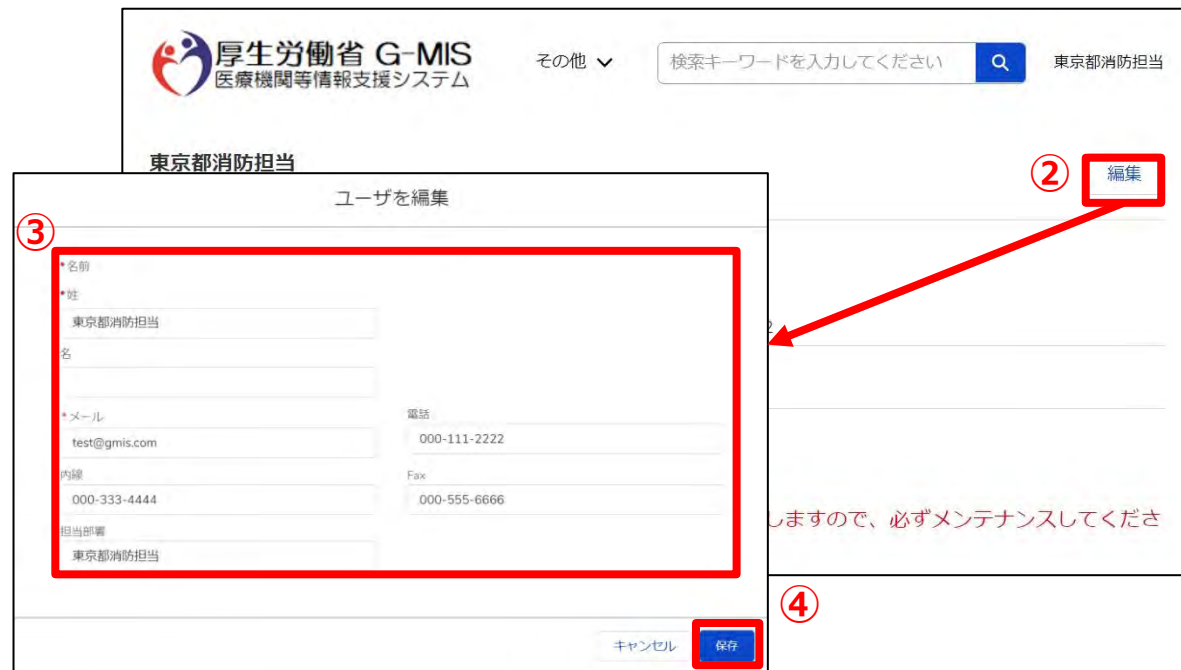 厚生労働省 G-MIS
医療機関等情報支援システム
その他
検索キーワードを入力してください
東京都消防担当
東京都消防担当
②
編集
ユーザを編集
③
*名前
*姓
東京都消防担当
名
*メール
電話
test@gmis.com
000-111-2222
内線
Fax
000-333-4444
000-555-6666
担当部署
東京都消防担当
しますので、必ずメンテナンスしてくださ
④
キャンセル
保存